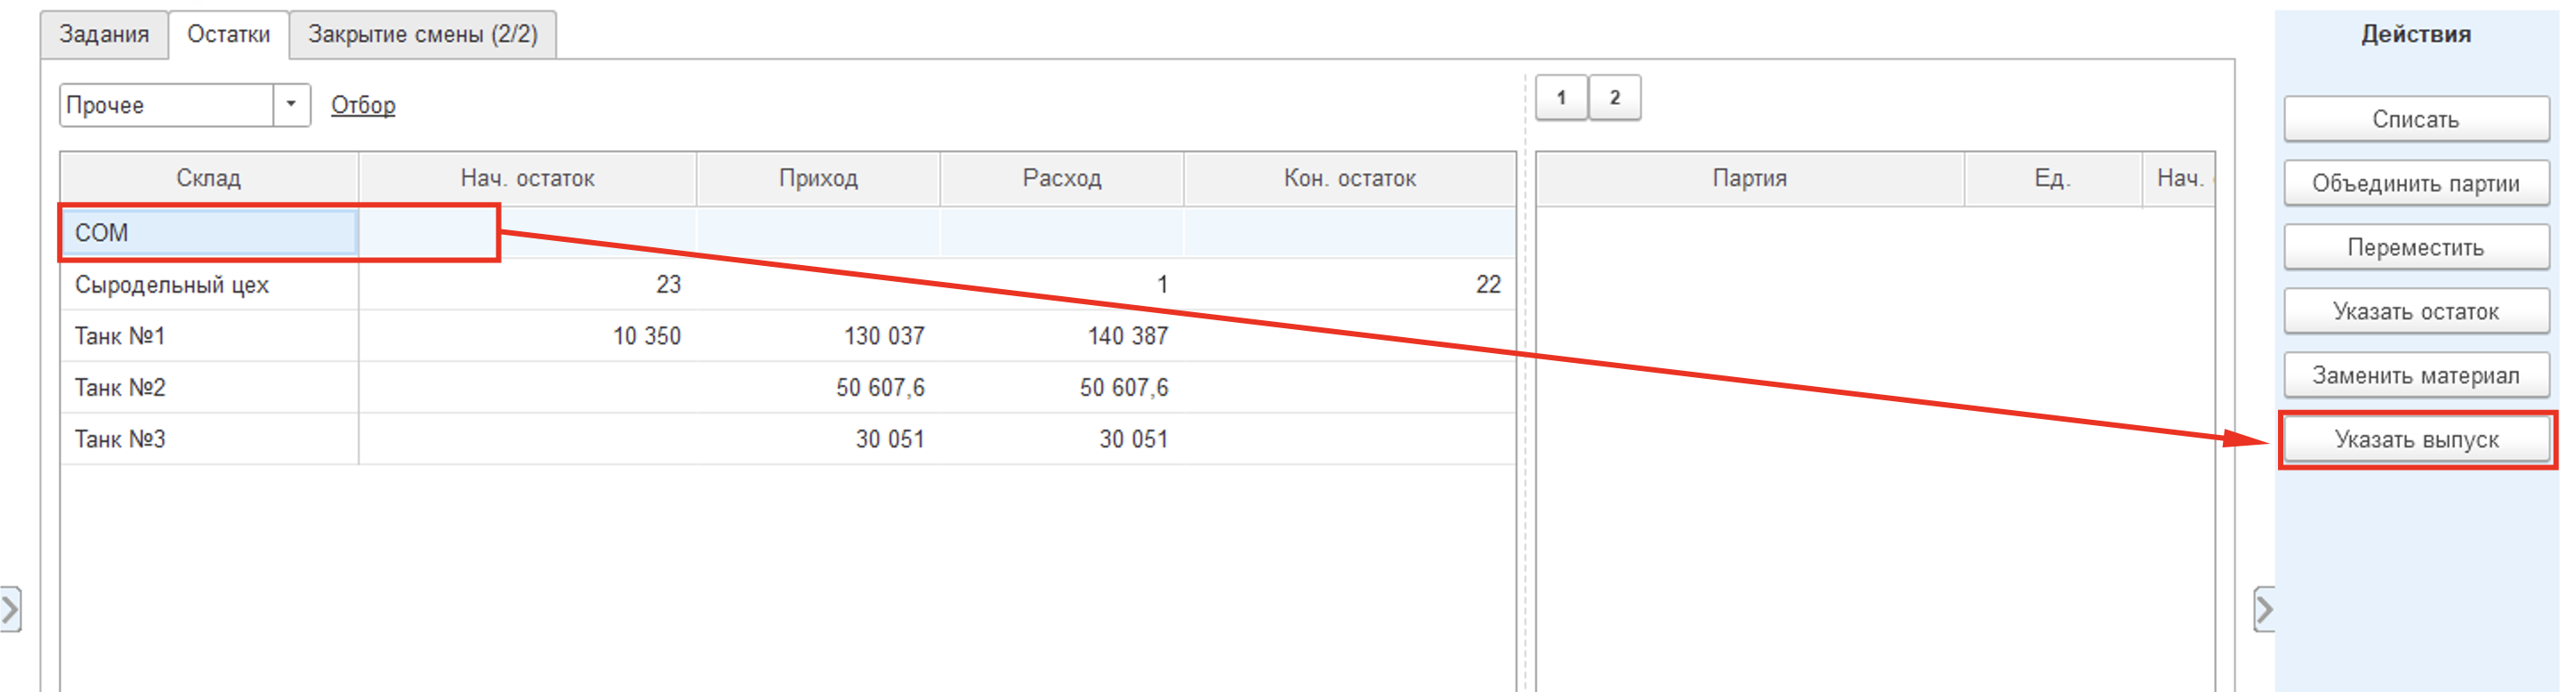 Задания Остатки Закрытие смены (2/2)
Действия
Прочее Отбор
1 2
Склад Нач. остаток Приход Расход Кон. остаток
Партия Ед. Нач.
СОМ
Сыродельный цех 23 1 22
Танк №1 10 350 130 037 140 387
Танк №2 50 607,6 50 607,6
Танк №3 30 051 30 051
Списать
Объединить партии
Переместить
Указать остаток
Заменить материал
Указать выпуск